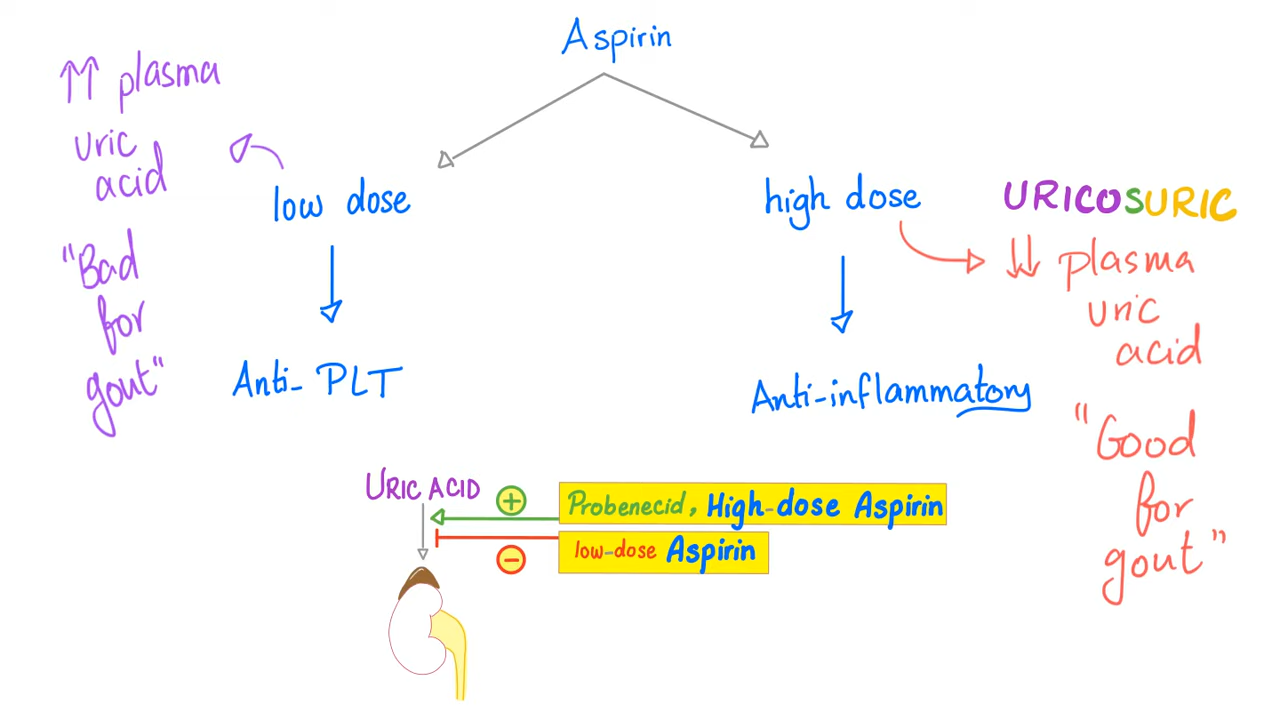 Aspirin
↑↑ plasma
uric
acid
"Bad
for
gout"
low dose
Anti-PLT
high dose
Anti-inflammatory
URICOSURIC
↓↓ plasma
uric
acid
"Good
for
gout"
URIC ACID
+
Probenecid, High-dose Aspirin
−
low-dose Aspirin